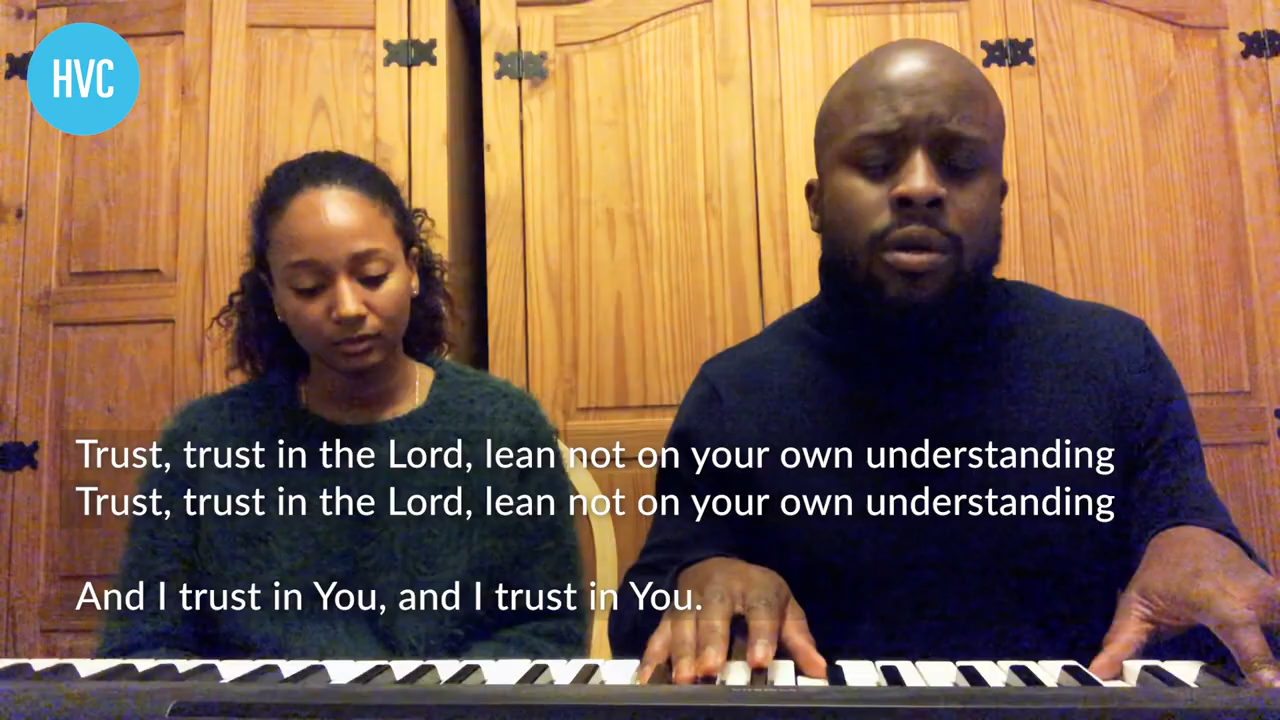 HVC
Trust, trust in the Lord, lean not on your own understanding
Trust, trust in the Lord, lean not on your own understanding
And I trust in You, and I trust in You.